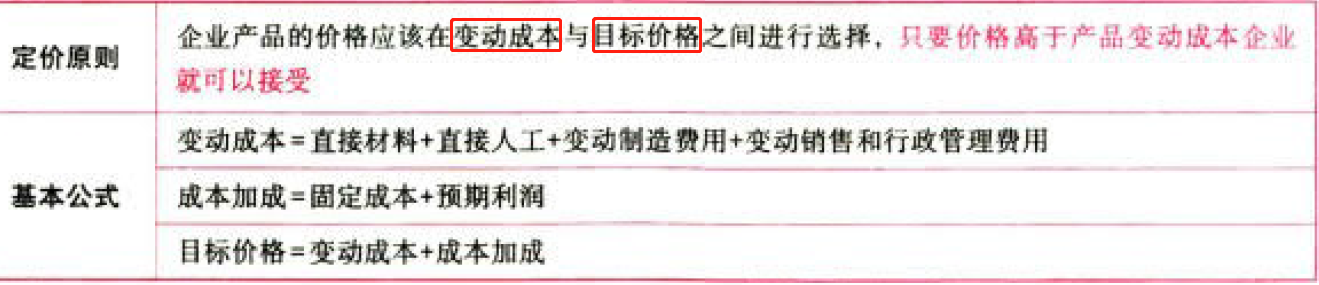 定价原则
企业产品的价格应该在变动成本与目标价格之间进行选择，只要价格高于产品变动成本企业
就可以接受
基本公式
变动成本=直接材料+直接人工+变动制造费用+变动销售和行政管理费用
成本加成=固定成本+预期利润
目标价格=变动成本+成本加成